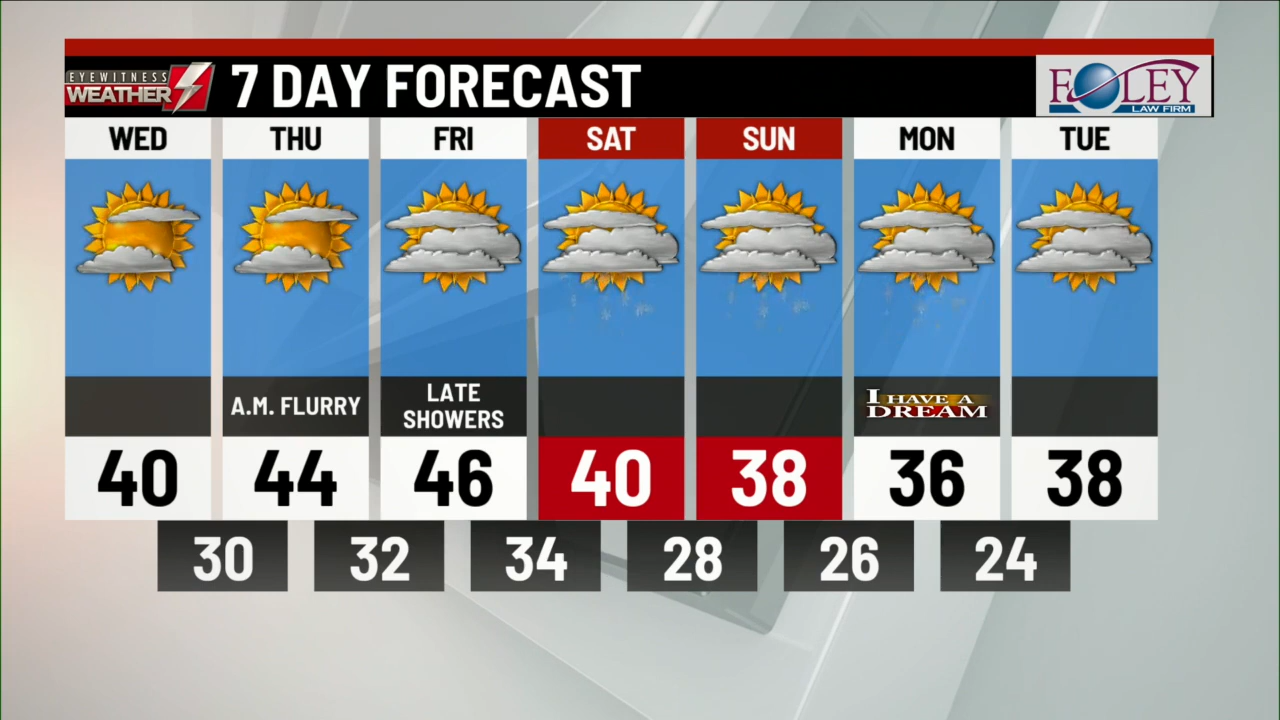 EYEWITNESS
WEATHER
7 DAY FORECAST
FOLEY
LAW FIRM
WED THU FRI SAT SUN MON TUE
A.M. FLURRY
LATE
SHOWERS
I HAVE A
DREAM
40 44 46 40 38 36 38
30 32 34 28 26 24